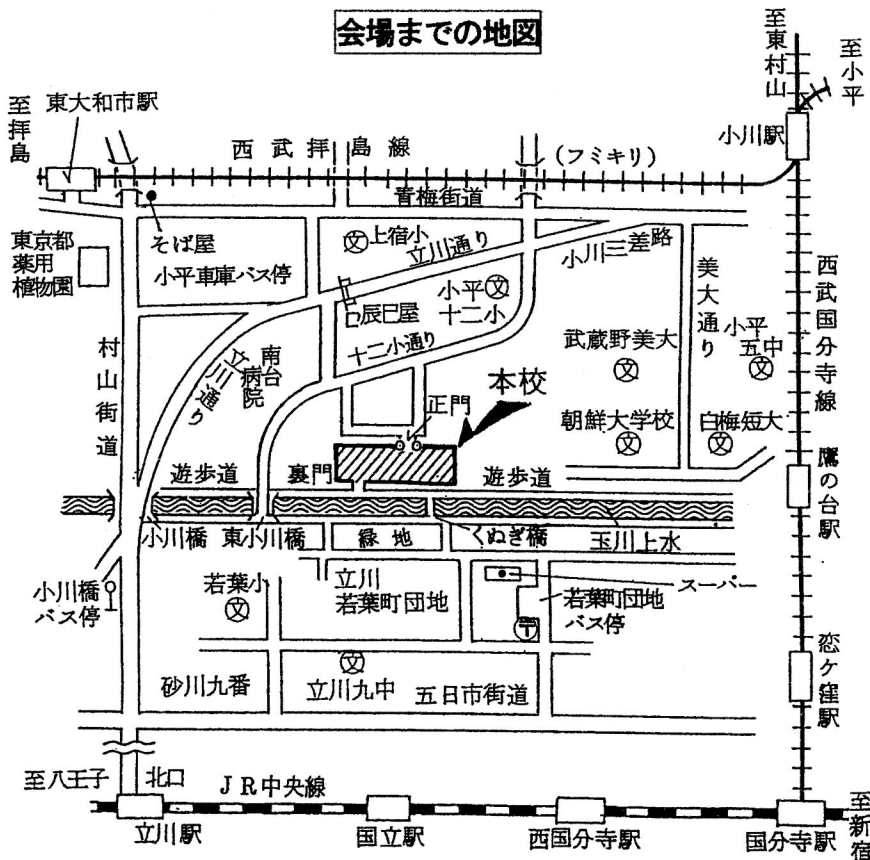 会場までの地図
至東村山
至小平
至拝島
東大和市駅
西武拝島線
(フミキリ)
小川駅
青梅街道
そば屋
上宿小
立川通り
小川三差路
東京都
薬用
植物園
小平車庫バス停
小平
十二小
辰巳屋
美大通り
西武国分寺線
小平
五中
武蔵野美大
十二小通り
村山街道
立川通り
南台
病院
本校
正門
朝鮮大学校
白梅短大
遊歩道
裏門
遊歩道
鷹の台駅
小川橋
東小川橋
緑地
くぬぎ橋
玉川上水
小川橋
バス停
若葉小
立川
若葉町団地
スーパー
若葉町団地
バス停
恋ケ窪駅
砂川九番
立川九中
五日市街道
至八王子
北口
JR中央線
立川駅
国立駅
西国分寺駅
国分寺駅
至新宿